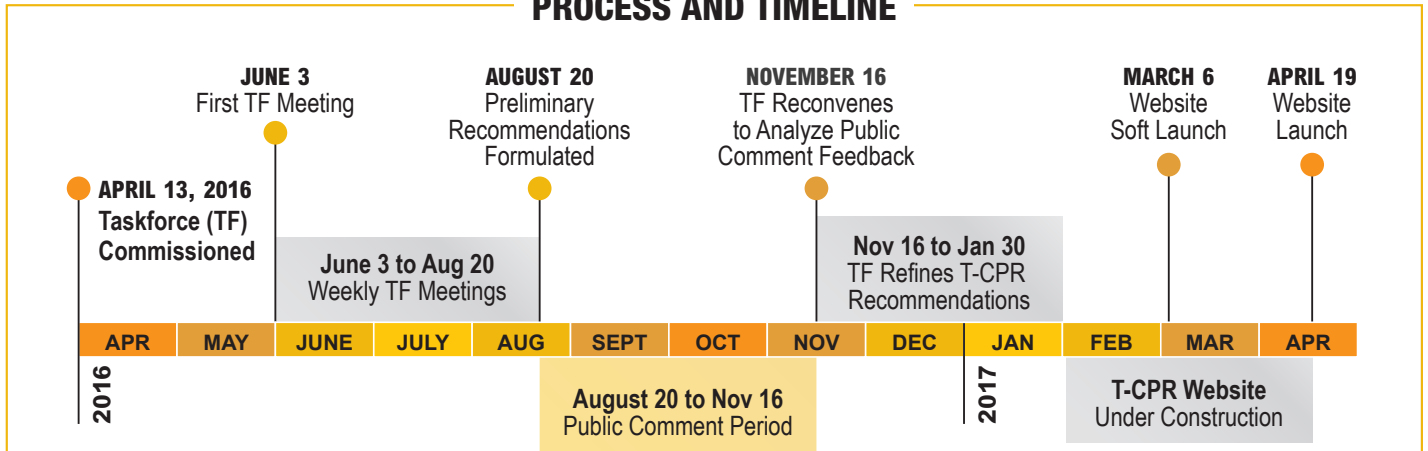 PROCESS AND TIMELINE
JUNE 3
First TF Meeting
AUGUST 20
Preliminary
Recommendations
Formulated
NOVEMBER 16
TF Reconvenes
to Analyze Public
Comment Feedback
MARCH 6
Website
Soft Launch
APRIL 19
Website
Launch
APRIL 13, 2016
Taskforce (TF)
Commissioned
June 3 to Aug 20
Weekly TF Meetings
Nov 16 to Jan 30
TF Refines T-CPR
Recommendations
APR MAY JUNE JULY AUG SEPT OCT NOV DEC JAN FEB MAR APR
2016
August 20 to Nov 16
Public Comment Period
2017
T-CPR Website
Under Construction